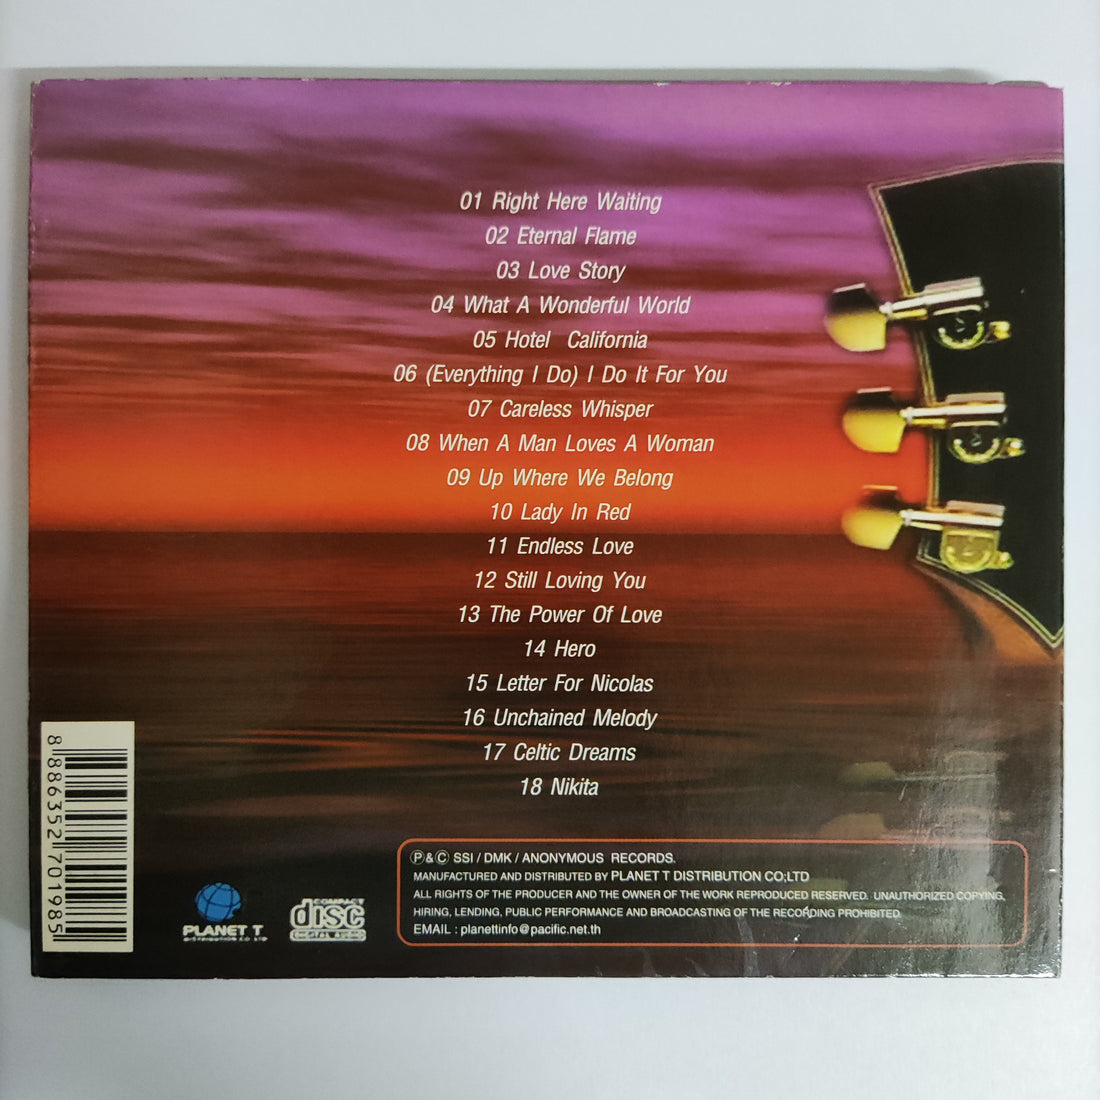 01 Right Here Waiting
02 Eternal Flame
03 Love Story
04 What A Wonderful World
05 Hotel California
06 (Everything I Do) I Do It For You
07 Careless Whisper
08 When A Man Loves A Woman
09 Up Where We Belong
10 Lady In Red
11 Endless Love
12 Still Loving You
13 The Power Of Love
14 Hero
15 Letter For Nicolas
16 Unchained Melody
17 Celtic Dreams
18 Nikita
8 886352 701985
PLANET T
DISTRIBUTION CO LTD
COMPACT
disc
DIGITAL AUDIO
Ⓟ & Ⓒ SSI / DMK / ANONYMOUS RECORDS.
MANUFACTURED AND DISTRIBUTED BY PLANET T DISTRIBUTION CO;LTD
ALL RIGHTS OF THE PRODUCER AND THE OWNER OF THE WORK REPRODUCED RESERVED. UNAUTHORIZED COPYING,
HIRING, LENDING, PUBLIC PERFORMANCE AND BROADCASTING OF THE RECORDING PROHIBITED.
EMAIL : planettinfo@pacific.net.th